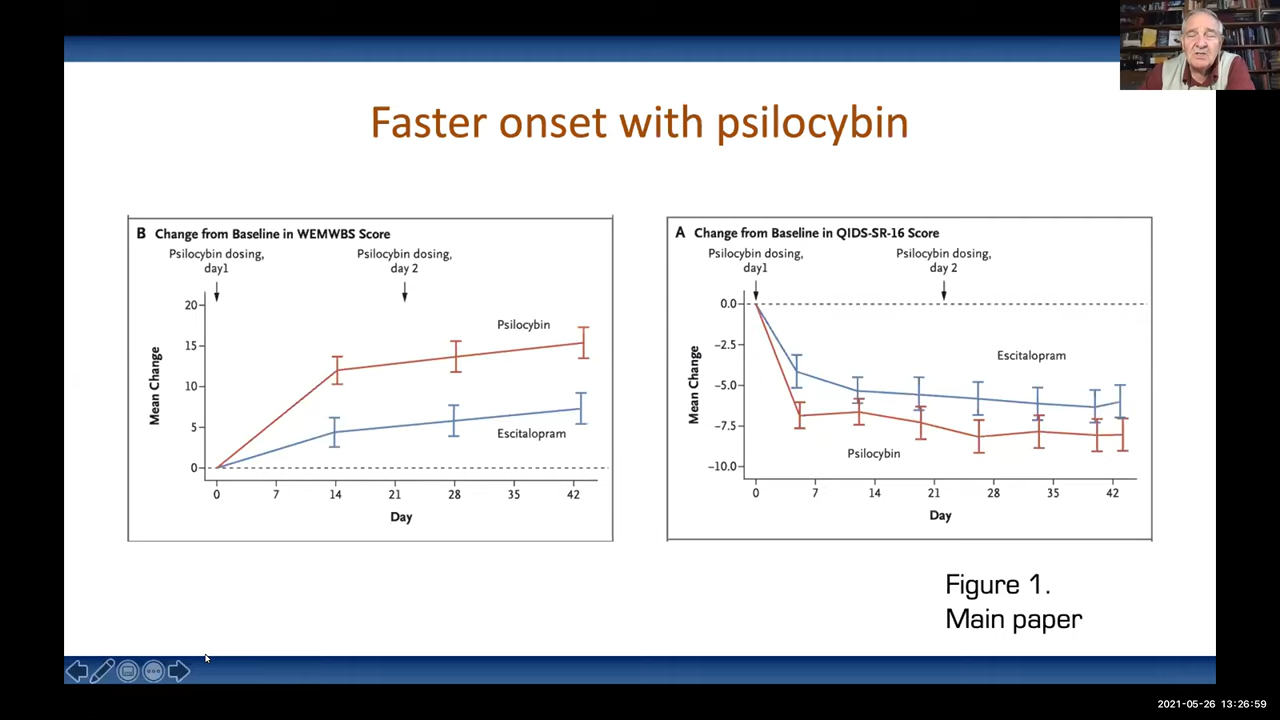 Faster onset with psilocybin
B Change from Baseline in WEMWBS Score
Psilocybin dosing,
day1
Psilocybin dosing,
day 2
20
15
10
5
0
Mean Change
Psilocybin
Escitalopram
0 7 14 21 28 35 42
Day
A Change from Baseline in QIDS-SR-16 Score
Psilocybin dosing,
day1
Psilocybin dosing,
day 2
0.0
−2.5
−5.0
−7.5
−10.0
Mean Change
Escitalopram
Psilocybin
0 7 14 21 28 35 42
Day
Figure 1.
Main paper
2021-05-26 13:26:59